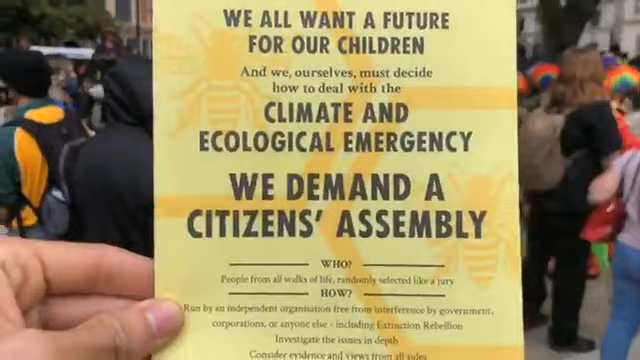 WE ALL WANT A FUTURE
FOR OUR CHILDREN
And we, ourselves, must decide
how to deal with the
CLIMATE AND
ECOLOGICAL EMERGENCY
WE DEMAND A
CITIZENS' ASSEMBLY
WHO?
People from all walks of life, randomly selected like a jury
HOW?
Run by an independent organisation free from interference by government,
corporations, or anyone else - including Extinction Rebellion
Investigate the issues in depth
Consider evidence and views from all sides